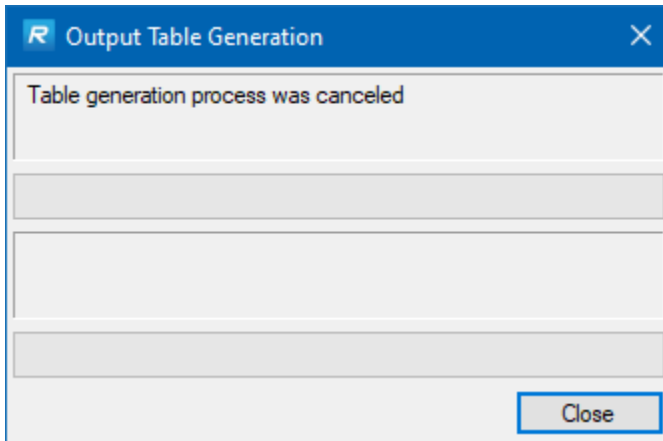 R Output Table Generation
Table generation process was canceled
Close